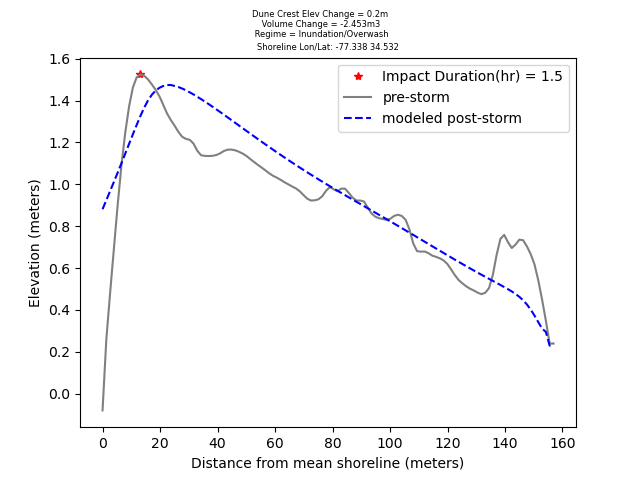 Dune Crest Elev Change = 0.2m
Volume Change = -2.453m3
Regime = Inundation/Overwash
Shoreline Lon/Lat: -77.338 34.532
Impact Duration(hr) = 1.5
pre-storm
modeled post-storm
1.6
1.4
1.2
1.0
0.8
0.6
0.4
0.2
0.0
Elevation (meters)
0 20 40 60 80 100 120 140 160
Distance from mean shoreline (meters)